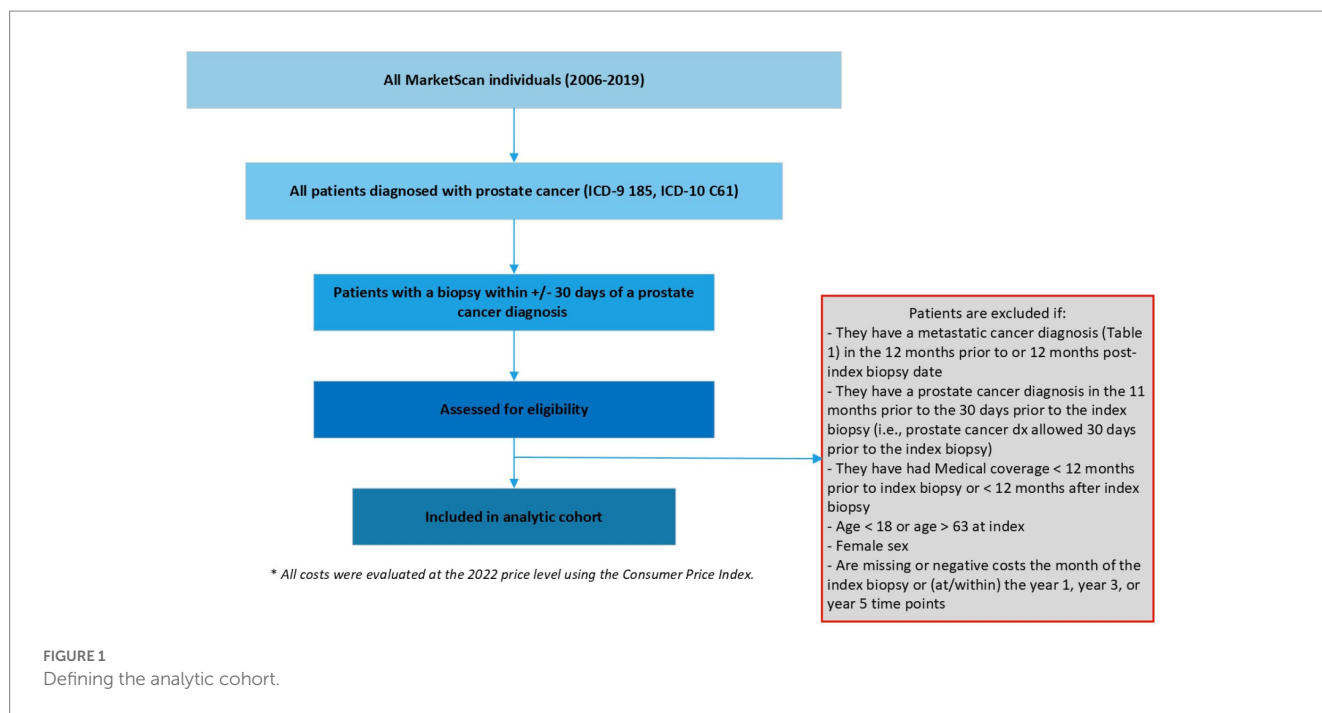 All MarketScan individuals (2006-2019)
All patients diagnosed with prostate cancer (ICD-9 185, ICD-10 C61)
Patients with a biopsy within +/- 30 days of a prostate
cancer diagnosis
Assessed for eligibility
Patients are excluded if:
- They have a metastatic cancer diagnosis (Table
1) in the 12 months prior to or 12 months post-
index biopsy date
- They have a prostate cancer diagnosis in the 11
months prior to the 30 days prior to the index
biopsy (i.e., prostate cancer dx allowed 30 days
prior to the index biopsy)
- They have had Medical coverage < 12 months
prior to index biopsy or < 12 months after index
biopsy
- Age < 18 or age > 63 at index
- Female sex
- Are missing or negative costs the month of the
index biopsy or (at/within) the year 1, year 3, or
year 5 time points
Included in analytic cohort
* All costs were evaluated at the 2022 price level using the Consumer Price Index.
FIGURE 1
Defining the analytic cohort.